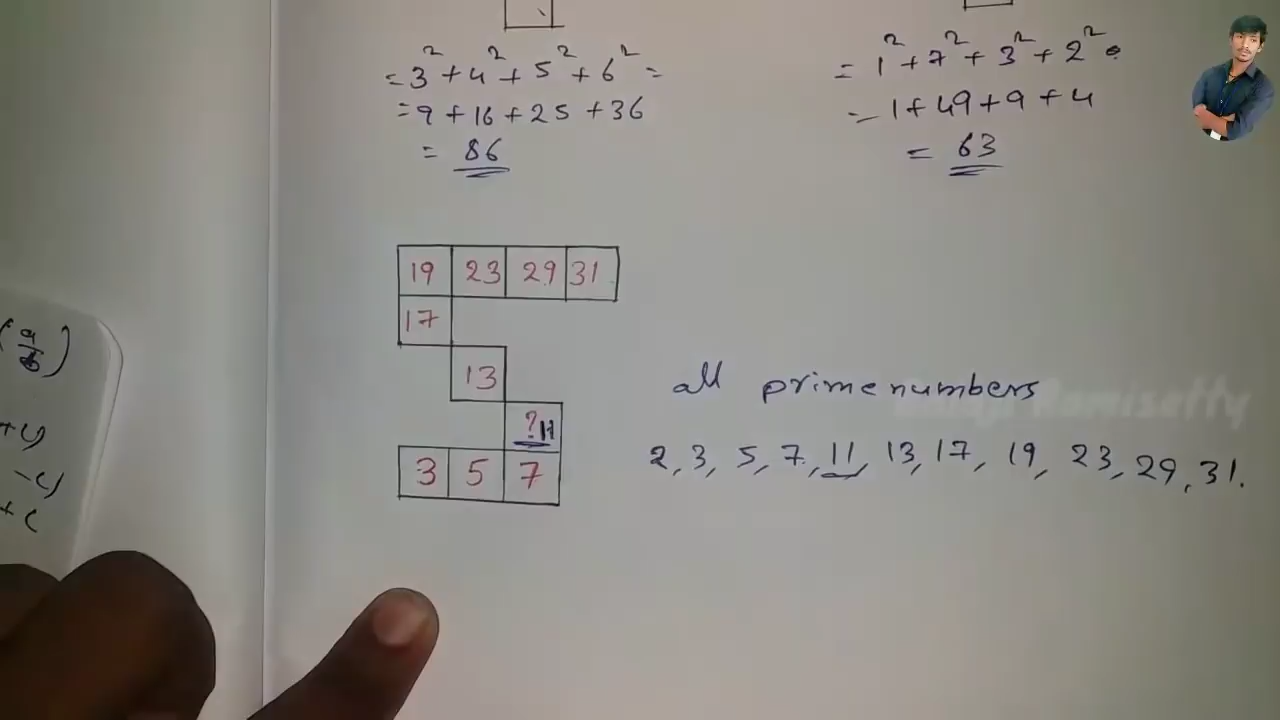 = 3² + 4² + 5² + 6² =
= 9 + 16 + 25 + 36
= 86
= 1² + 7² + 3² + 2²
= 1 + 49 + 9 + 4
= 63
19 23 29 31
17
13
? 11
3 5 7
all prime numbers
2, 3, 5, 7, 11, 13, 17, 19, 23, 29, 31.
+y
-y
+c